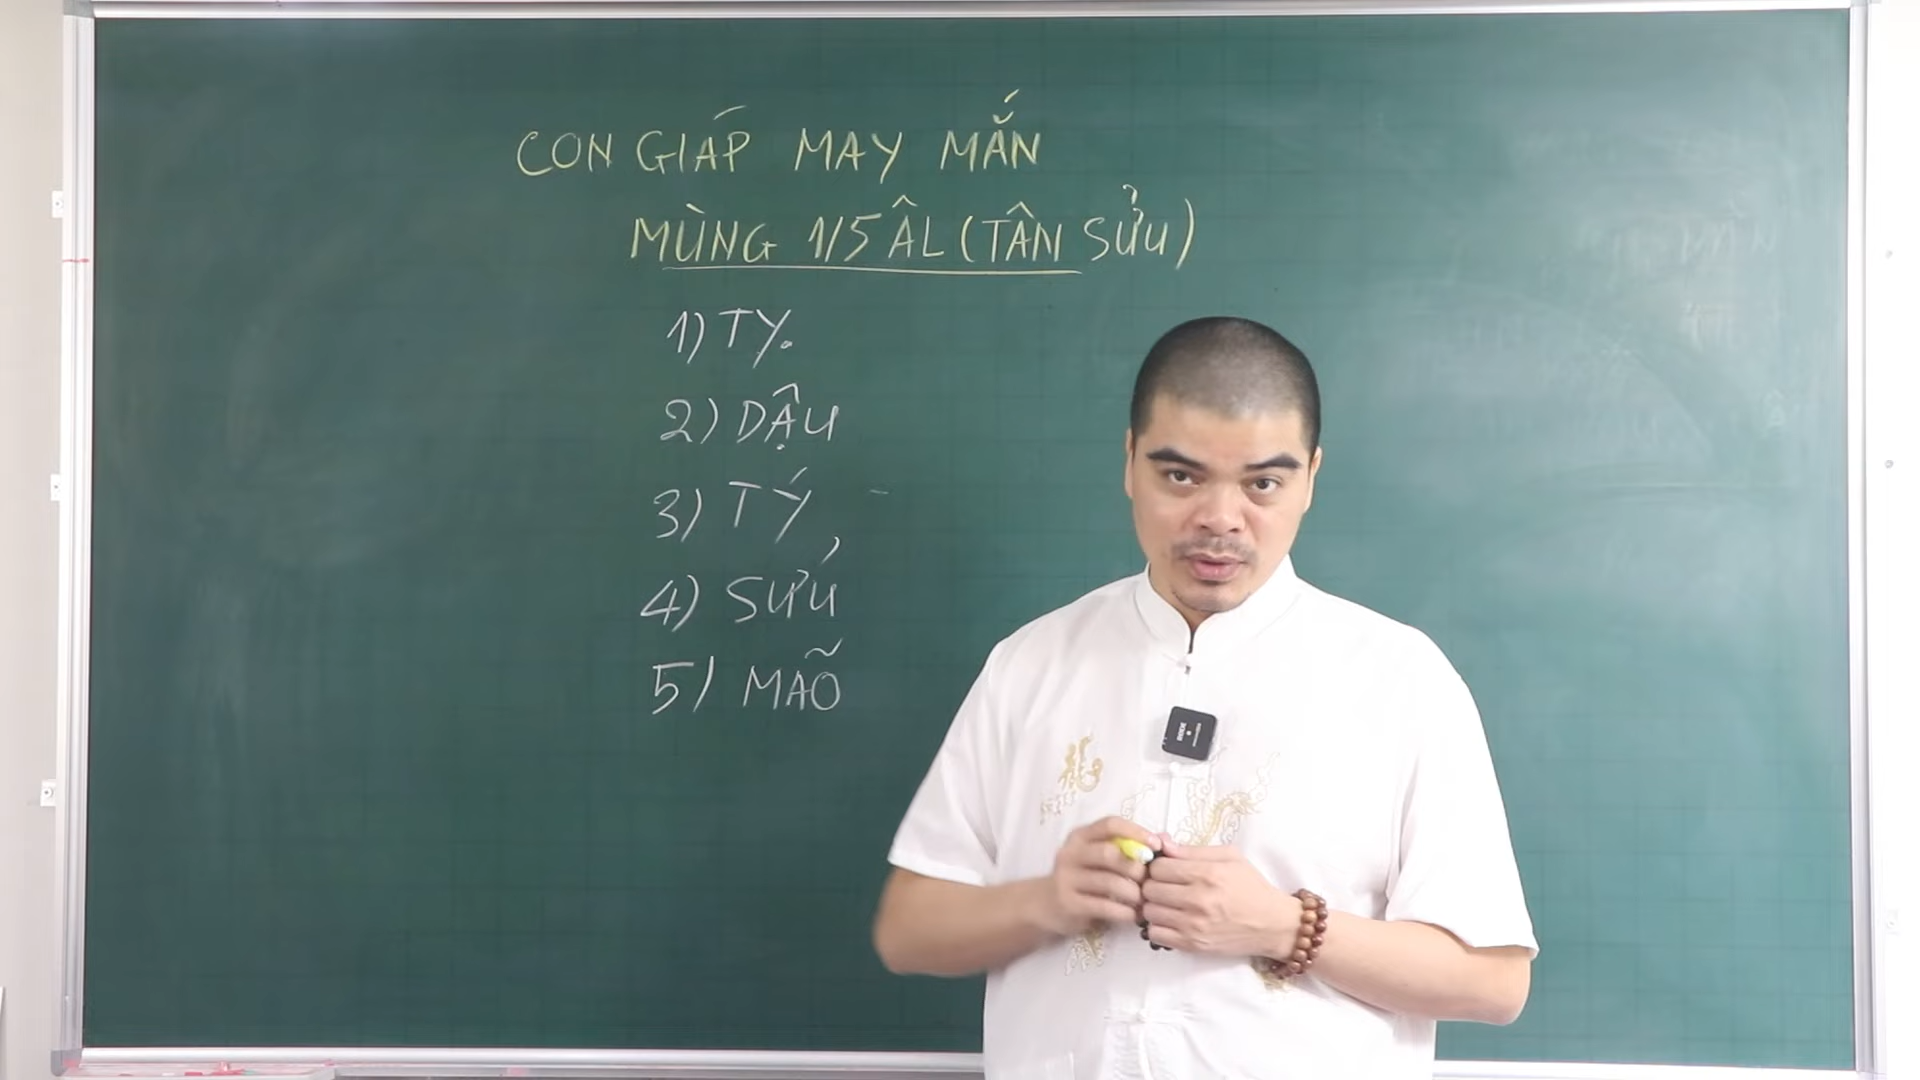 CON GIÁP MAY MẮN
MÙNG 1/5 ÂL (TÂN SỬU)
1) TỴ
2) DẬU
3) TÝ
4) SỬU
5) MÃO
龍